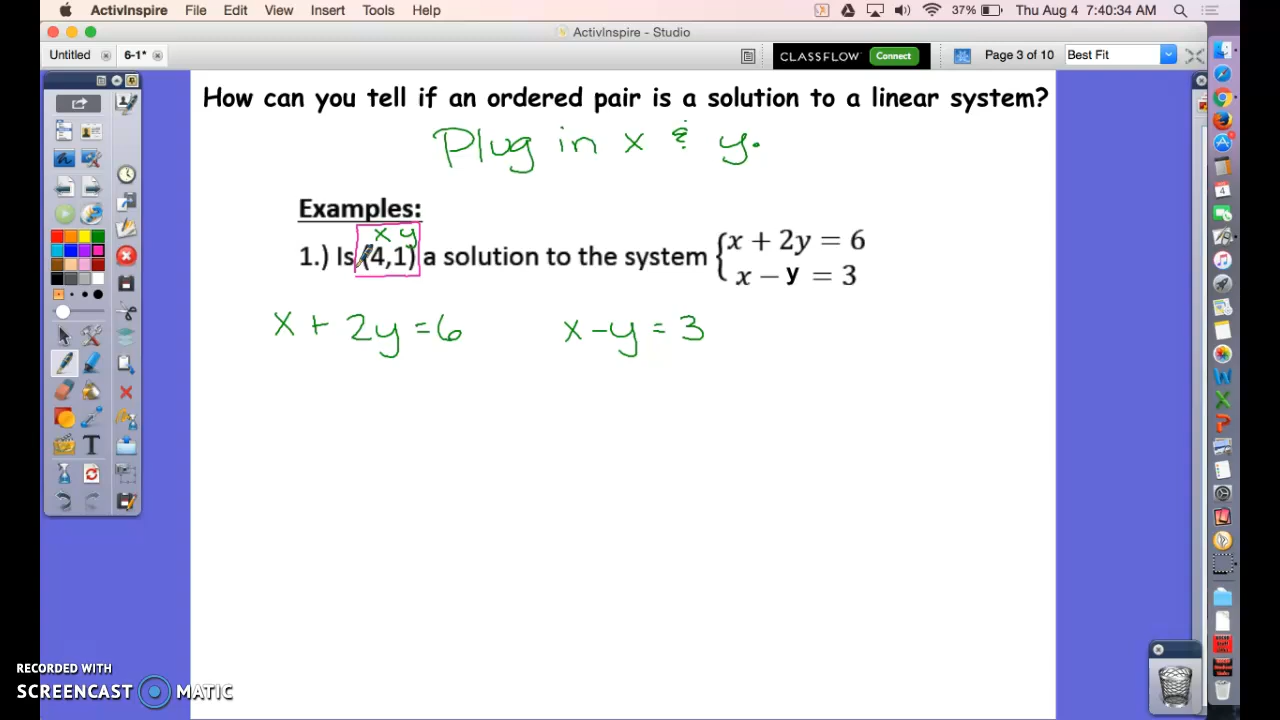 ActivInspire File Edit View Insert Tools Help 37% Thu Aug 4 7:40:34 AM
ActivInspire - Studio
Untitled 6-1* CLASSFLOW Connect Page 3 of 10 Best Fit
How can you tell if an ordered pair is a solution to a linear system?
Plug in x & y.
Examples:
x y
1.) Is (4,1) a solution to the system { x + 2y = 6
x − y = 3
x + 2y = 6 x - y = 3
RECORDED WITH
SCREENCAST MATIC